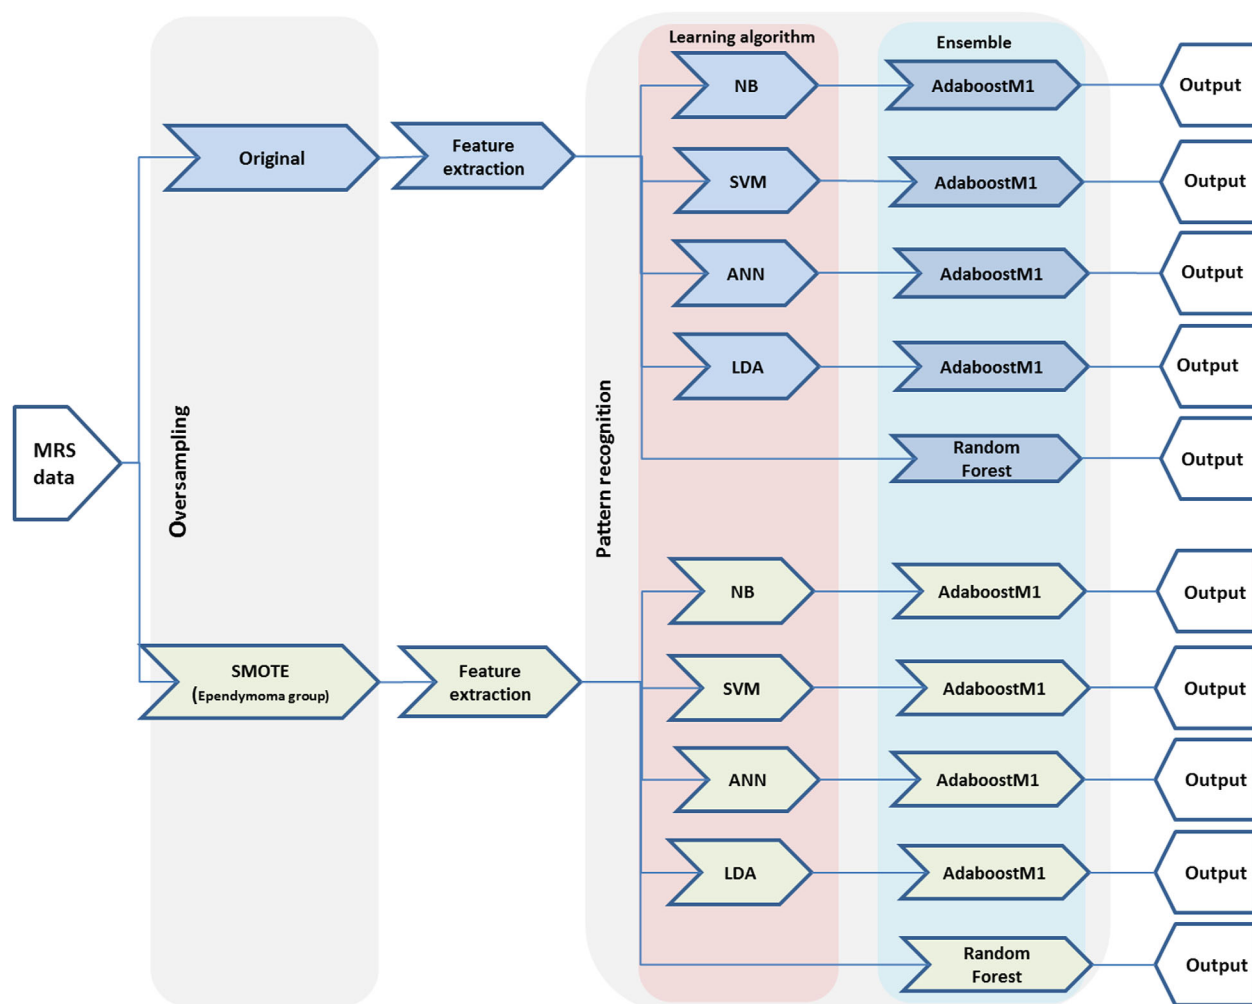 Learning algorithm
Ensemble
NB
AdaboostM1
Output
Original
Feature
extraction
SVM
AdaboostM1
Output
ANN
AdaboostM1
Output
LDA
AdaboostM1
Output
Random
Forest
Output
MRS
data
Oversampling
Pattern recognition
NB
AdaboostM1
Output
SMOTE
(Ependymoma group)
Feature
extraction
SVM
AdaboostM1
Output
ANN
AdaboostM1
Output
LDA
AdaboostM1
Output
Random
Forest
Output